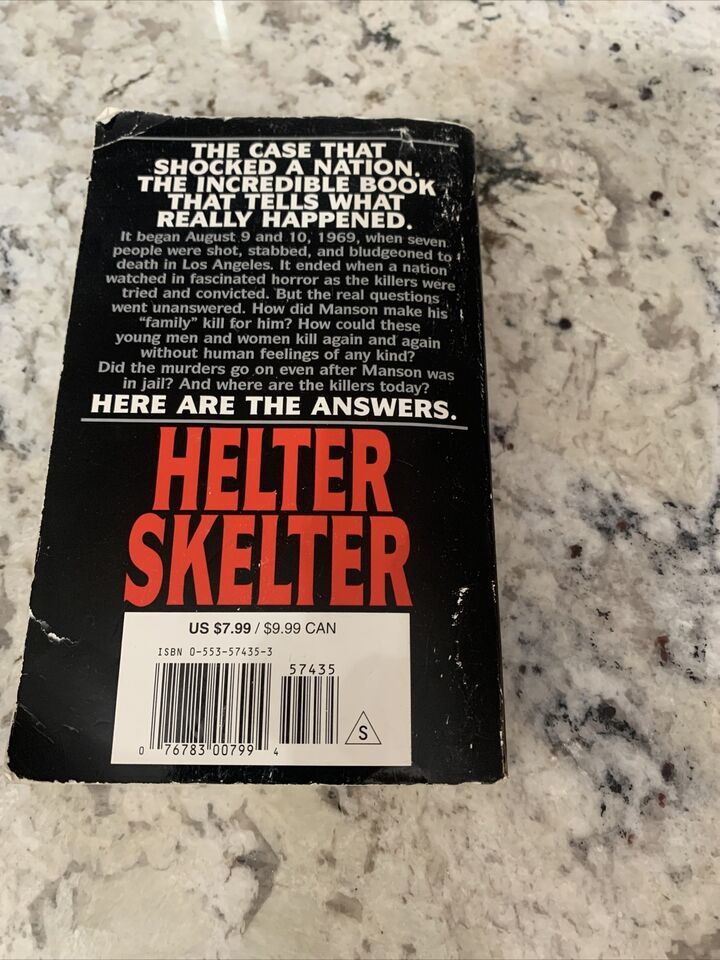 THE CASE THAT
SHOCKED A NATION.
THE INCREDIBLE BOOK
THAT TELLS WHAT
REALLY HAPPENED.
It began August 9 and 10, 1969, when seven
people were shot, stabbed, and bludgeoned to
death in Los Angeles. It ended when a nation
watched in fascinated horror as the killers were
tried and convicted. But the real questions
went unanswered. How did Manson make his
“family” kill for him? How could these
young men and women kill again and again
without human feelings of any kind?
Did the murders go on even after Manson was
in jail? And where are the killers today?
HERE ARE THE ANSWERS.
HELTER
SKELTER
US $7.99 / $9.99 CAN
ISBN 0-553-57435-3
57435
S
0 76783 00799 4